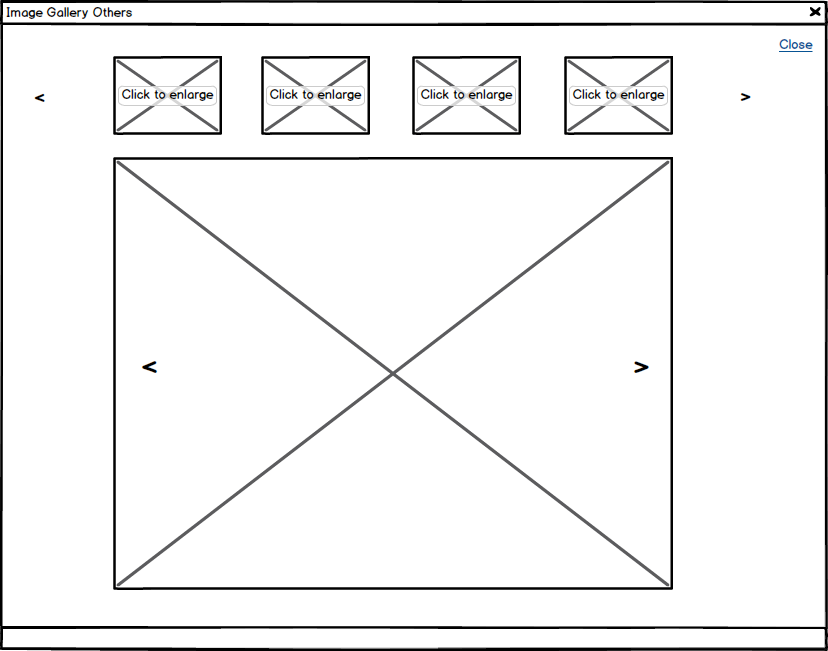 Image Gallery Others
Close
< Click to enlarge Click to enlarge Click to enlarge Click to enlarge >
< >